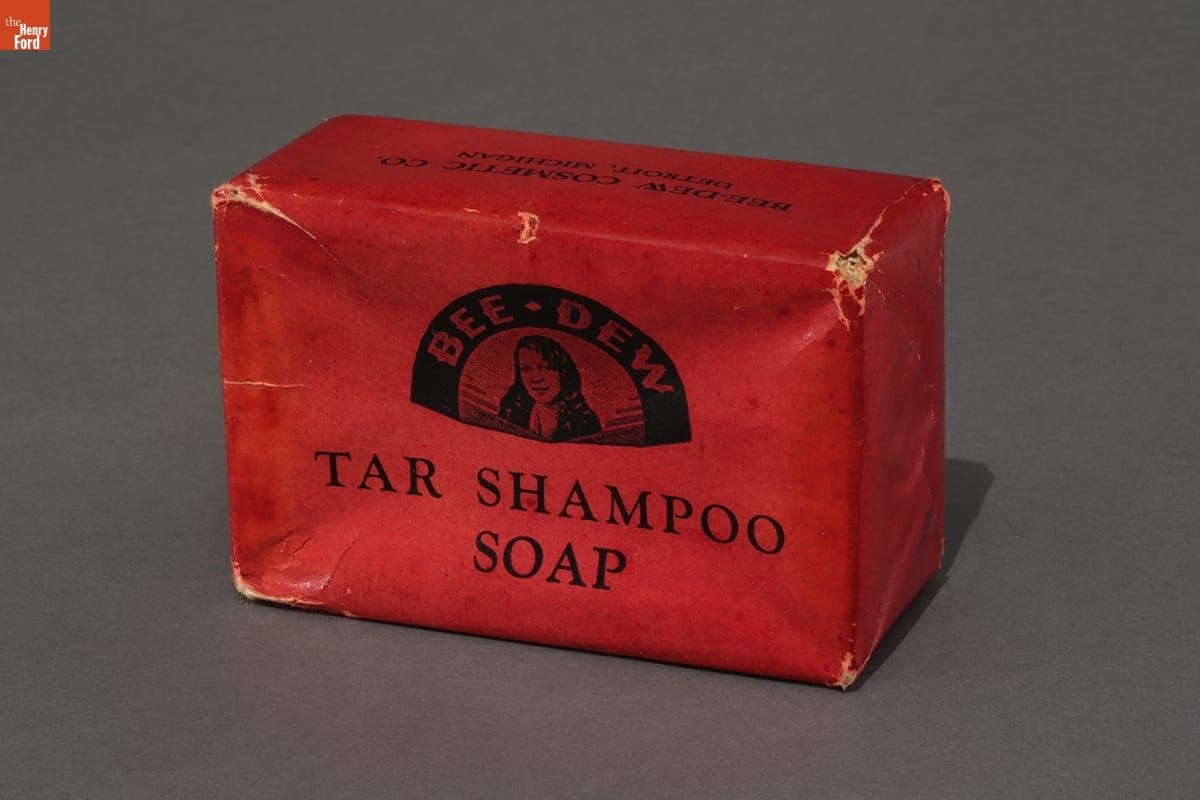 the
Henry
Ford
BEE-DEW COSMETIC CO.
DETROIT, MICHIGAN
BEE·DEW
TAR SHAMPOO
SOAP